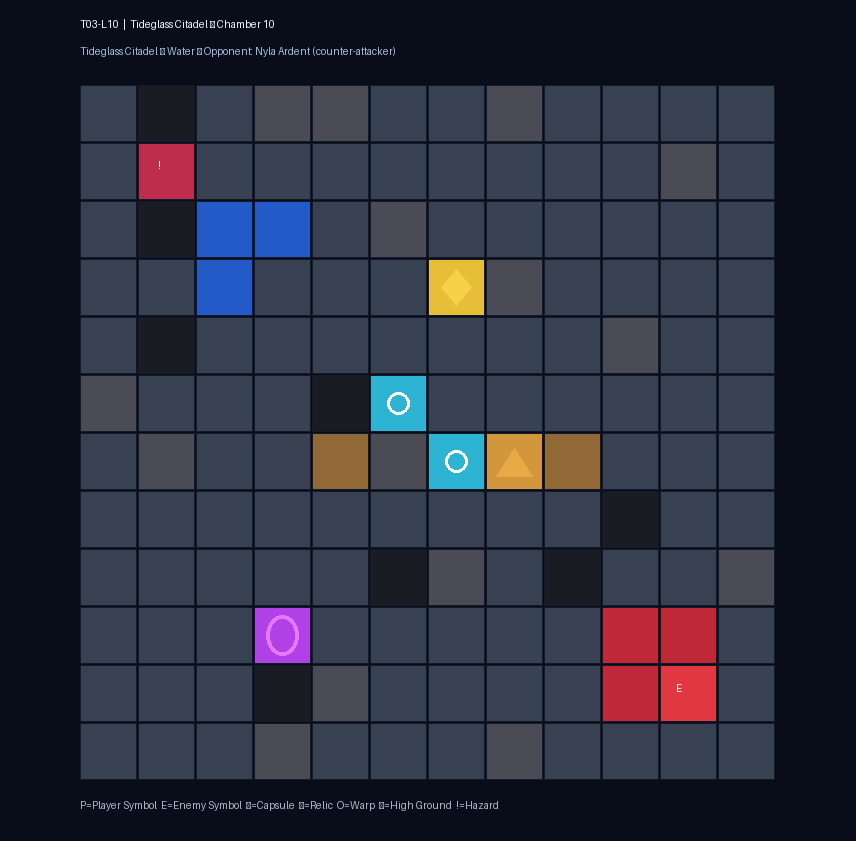 T03-L10 | Tideglass Citadel □ Chamber 10
Tideglass Citadel □ Water □ Opponent: Nyla Ardent (counter-attacker)
!
E
P=Player Symbol E=Enemy Symbol □=Capsule □=Relic O=Warp □=High Ground !=Hazard